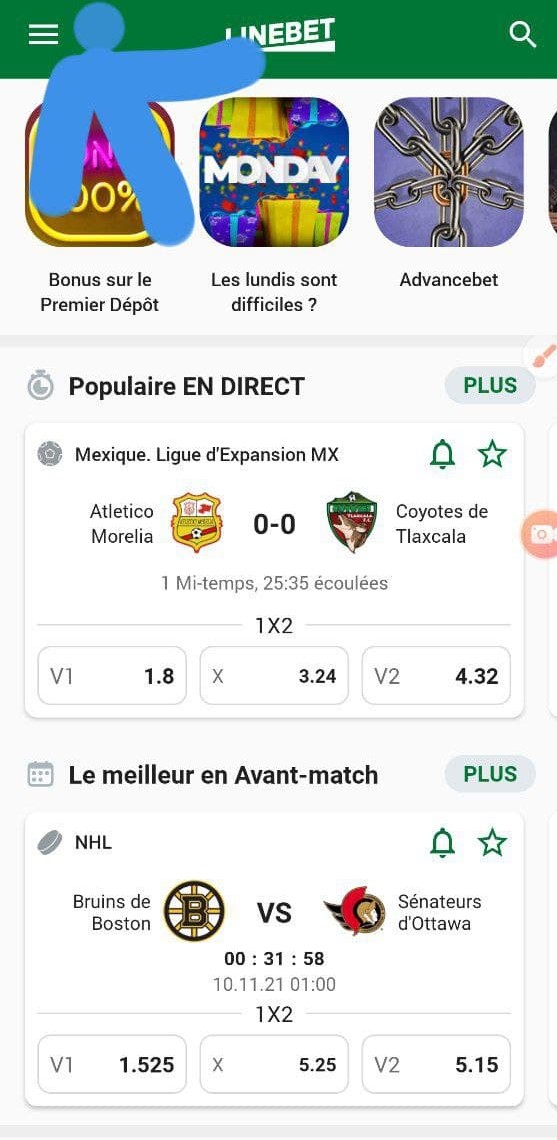 LINEBET
00%
MONDAY
Bonus sur le
Premier Dépôt
Les lundis sont
difficiles ?
Advancebet
Populaire EN DIRECT
PLUS
Mexique. Ligue d'Expansion MX
Atletico
Morelia
0-0
Coyotes de
Tlaxcala
1 Mi-temps, 25:35 écoulées
1X2
V1 1.8
X 3.24
V2 4.32
Le meilleur en Avant-match
PLUS
NHL
Bruins de
Boston
B
VS
Sénateurs
d'Ottawa
00 : 31 : 58
10.11.21 01:00
1X2
V1 1.525
X 5.25
V2 5.15